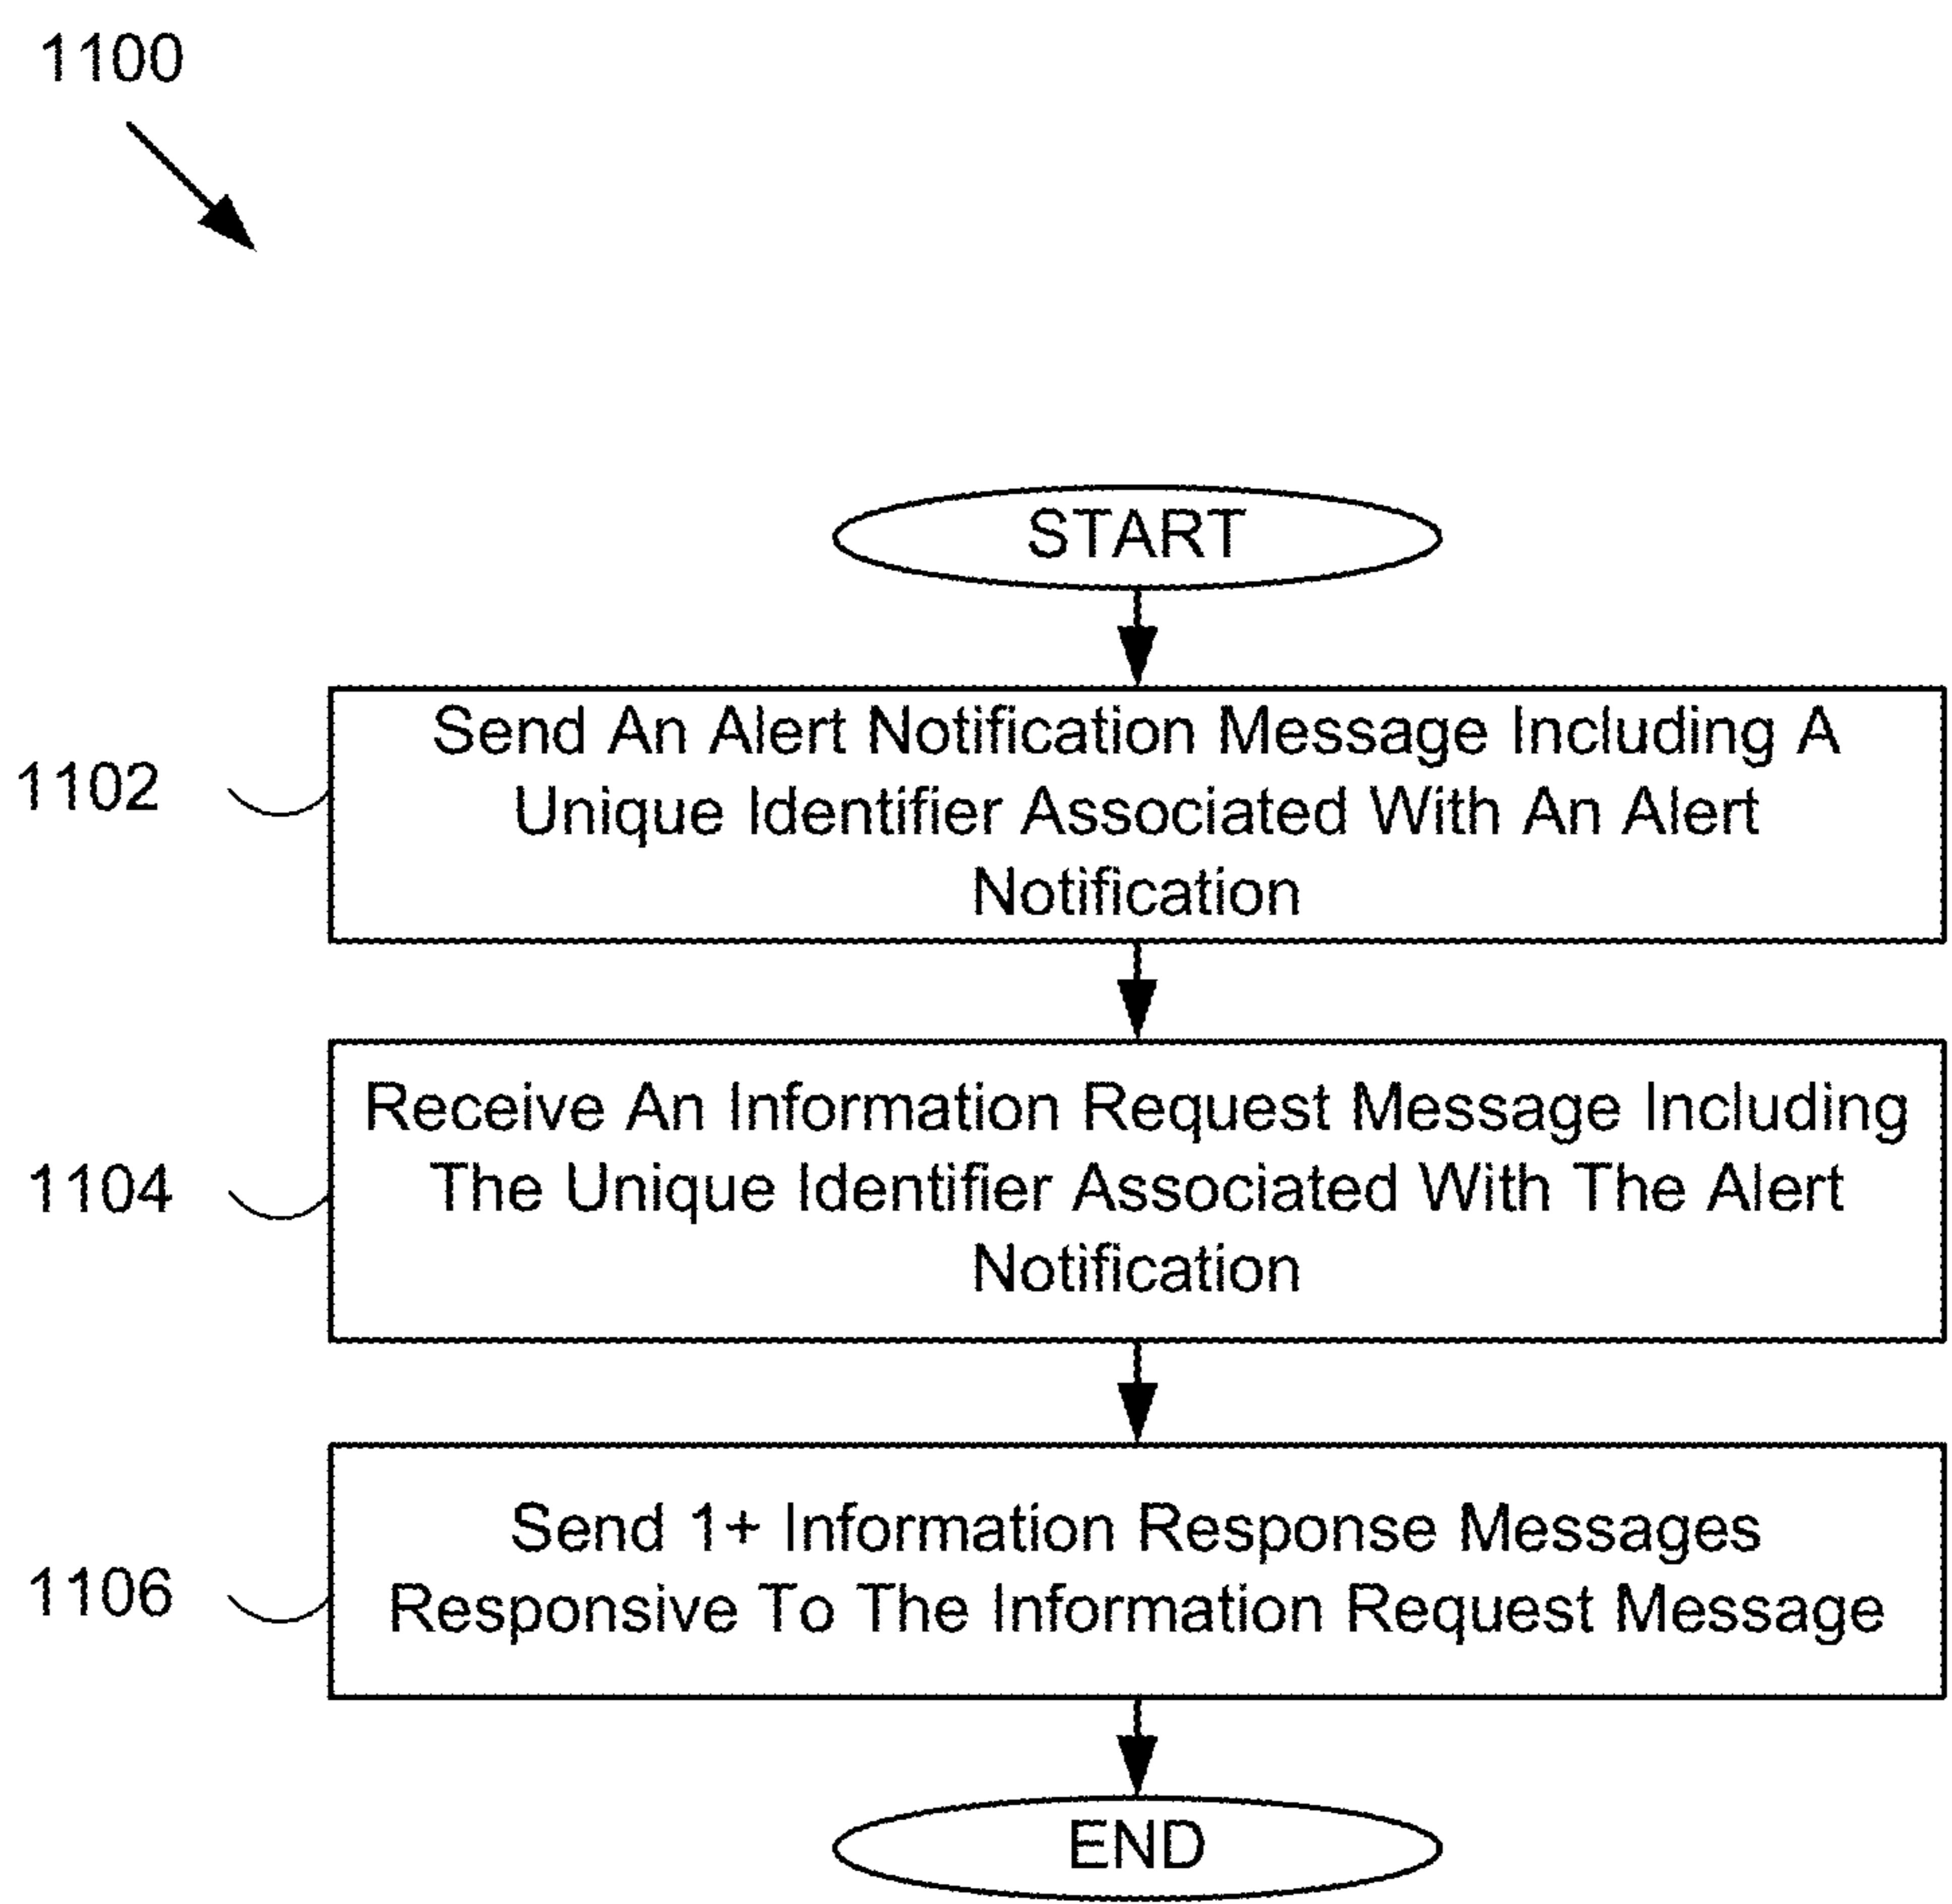 1100
START
1102
Send An Alert Notification Message Including A
Unique Identifier Associated With An Alert
Notification
1104
Receive An Information Request Message Including
The Unique Identifier Associated With The Alert
Notification
1106
Send 1+ Information Response Messages
Responsive To The Information Request Message
END